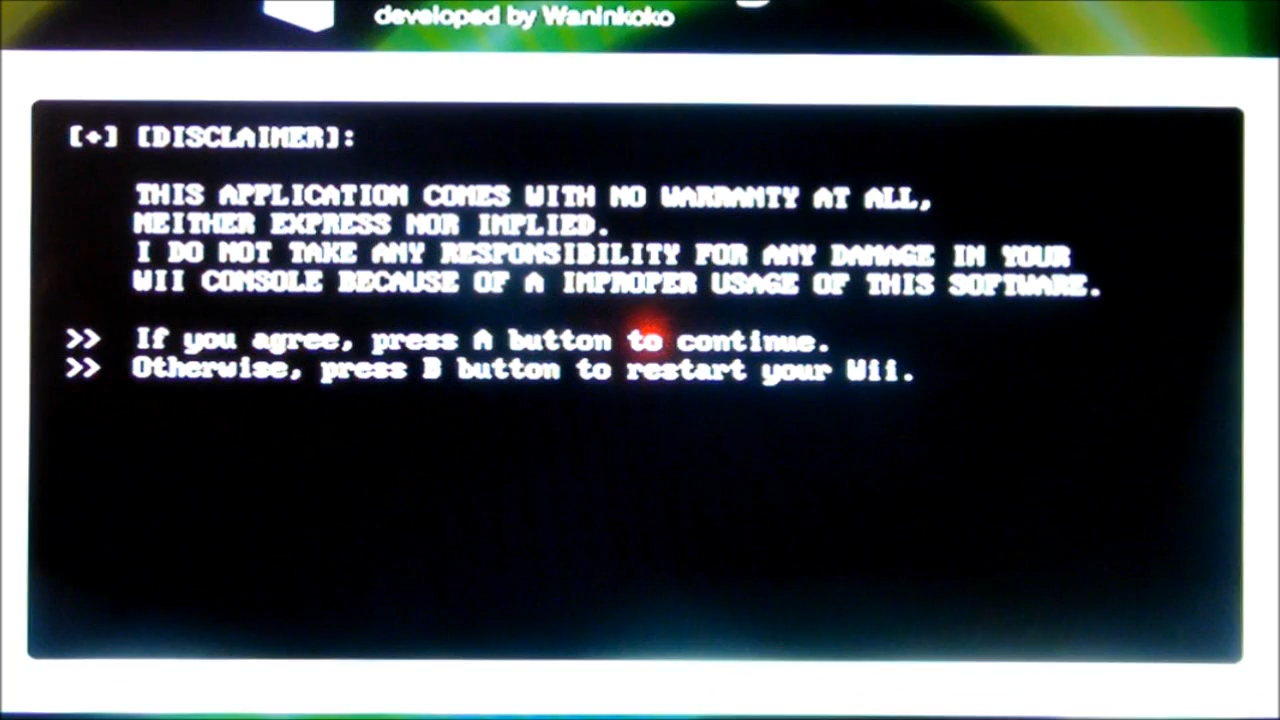 developed by Waninkoko
[+] [DISCLAIMER]:
THIS APPLICATION COMES WITH NO WARRANTY AT ALL,
NEITHER EXPRESS NOR IMPLIED.
I DO NOT TAKE ANY RESPONSIBILITY FOR ANY DAMAGE IN YOUR
WII CONSOLE BECAUSE OF A IMPROPER USAGE OF THIS SOFTWARE.
>> If you agree, press A button to continue.
>> Otherwise, press B button to restart your Wii.